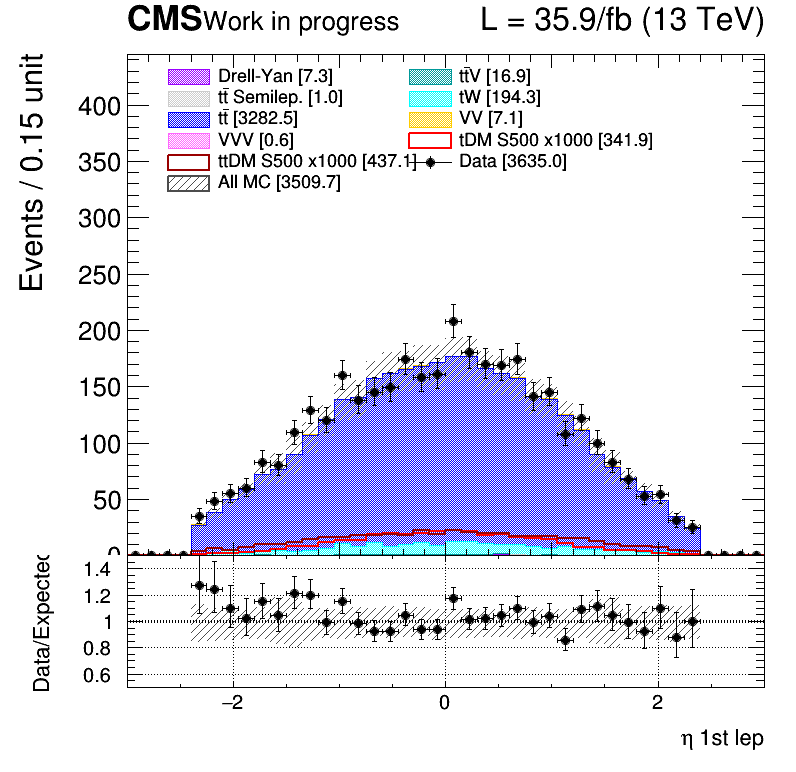 CMS Work in progress L = 35.9/fb (13 TeV)
Drell-Yan [7.3] tt̄V [16.9]
tt̄ Semilep. [1.0] tW [194.3]
tt̄ [3282.5] VV [7.1]
VVV [0.6] tDM S500 x1000 [341.9]
ttDM S500 x1000 [437.1] Data [3635.0]
All MC [3509.7]
Events / 0.15 unit
400
350
300
250
200
150
100
50
0
Data/Expected
1.4
1.2
1
0.8
0.6
−2 0 2
η 1st lep